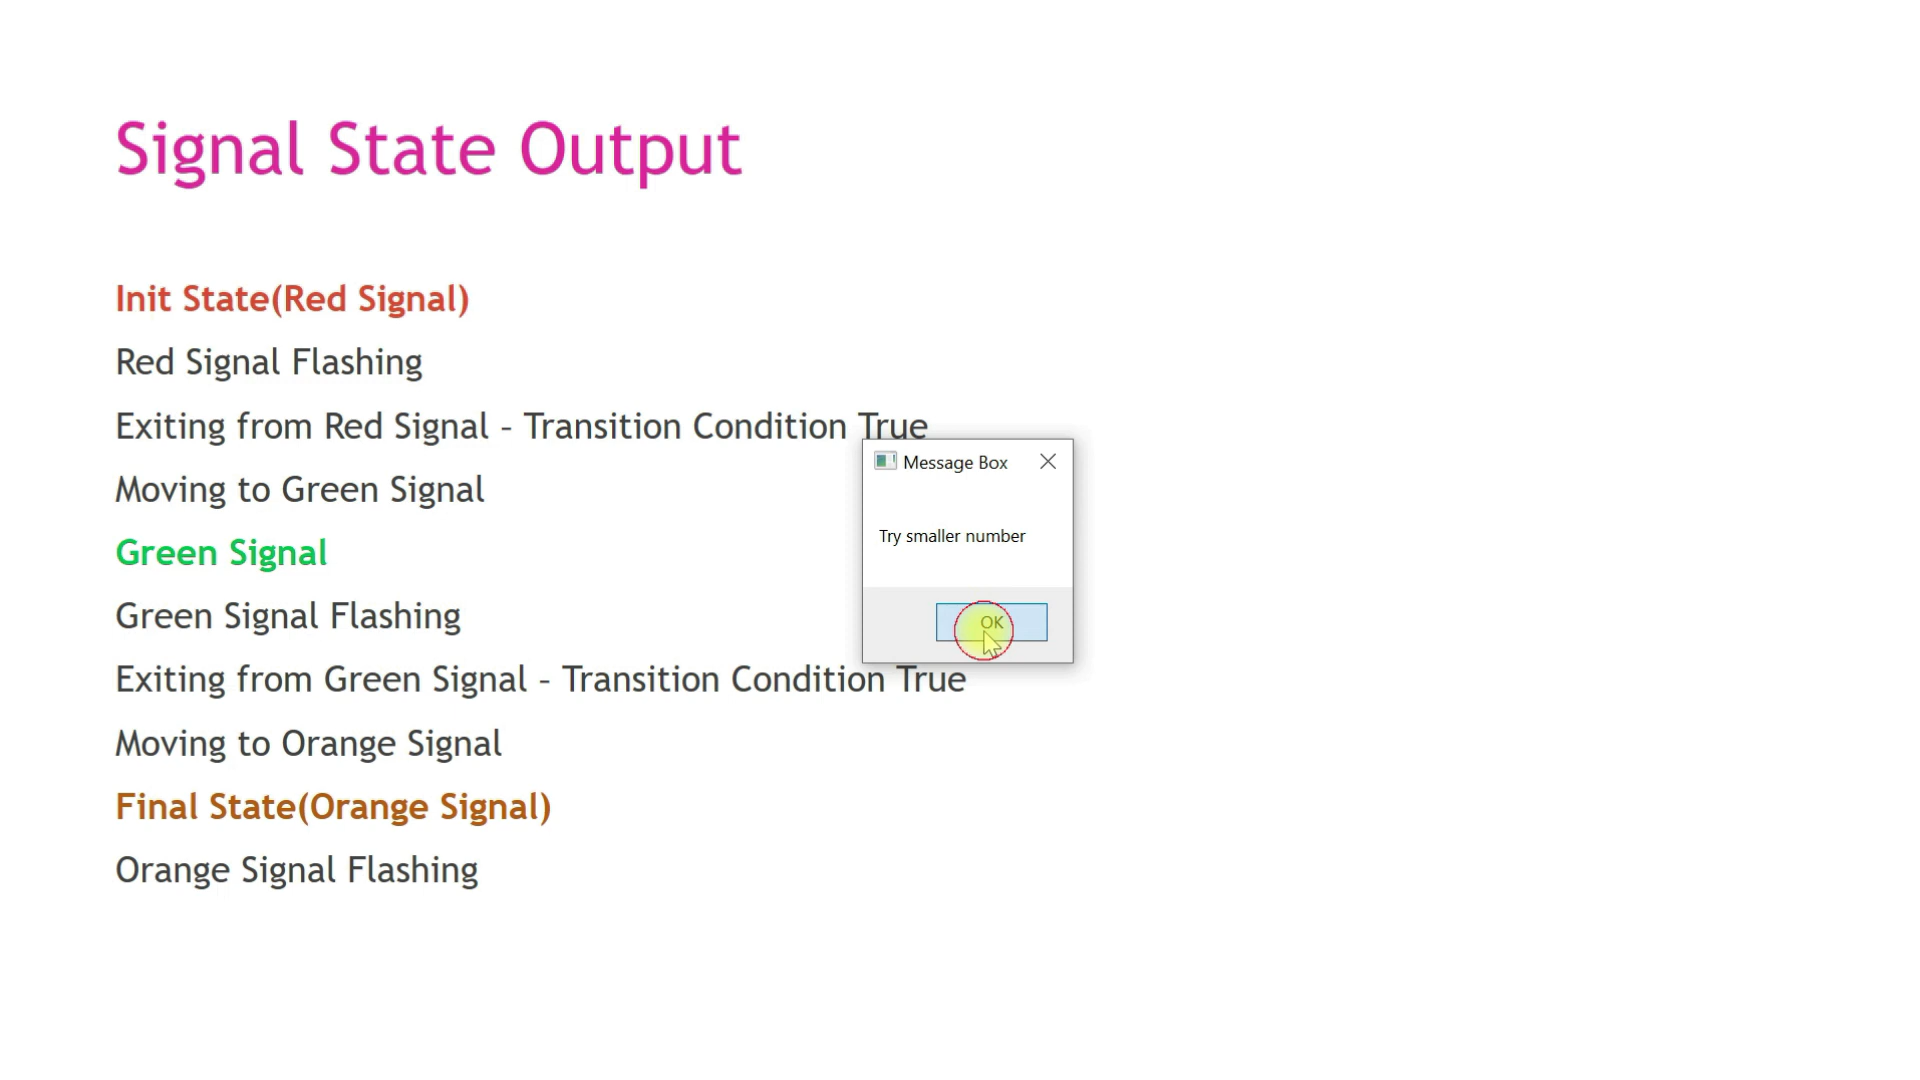 Signal State Output
Init State(Red Signal)
Red Signal Flashing
Exiting from Red Signal – Transition Condition True
Moving to Green Signal
Green Signal
Green Signal Flashing
Exiting from Green Signal – Transition Condition True
Moving to Orange Signal
Final State(Orange Signal)
Orange Signal Flashing
Message Box
Try smaller number
OK